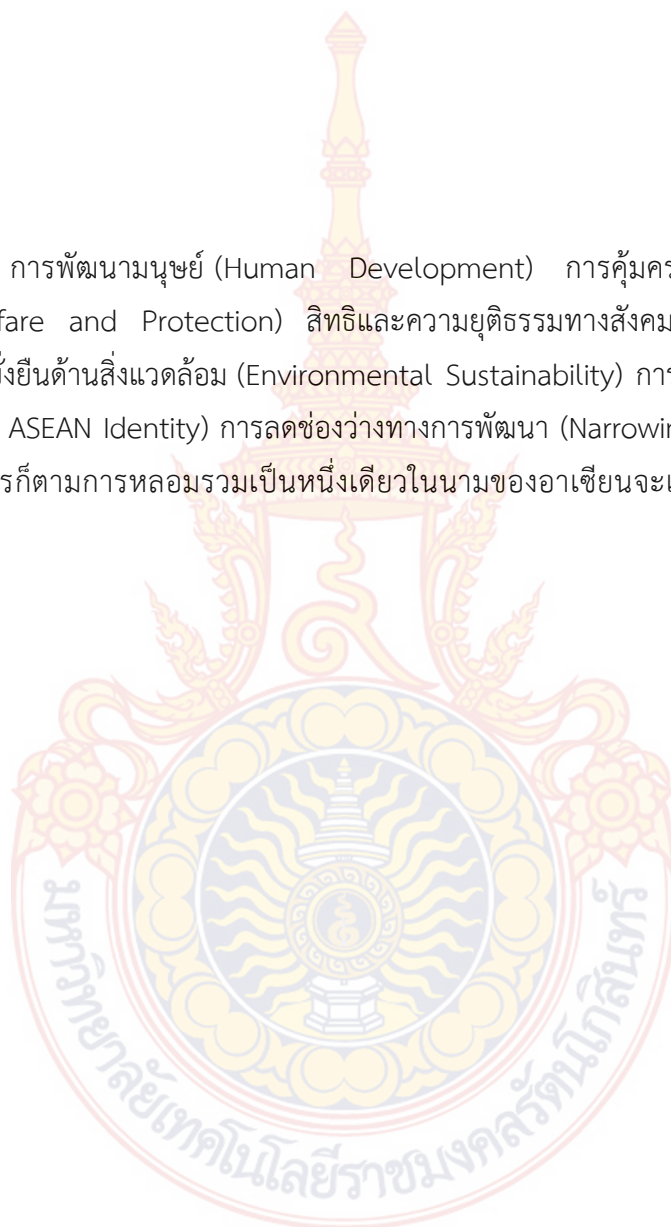 การพัฒนามนุษย์ (Human Development) การคุ้มคร
fare and Protection) สิทธิและความยุติธรรมทางสังคม
ยั่งยืนด้านสิ่งแวดล้อม (Environmental Sustainability) การ
ASEAN Identity) การลดช่องว่างทางการพัฒนา (Narrowin
รก็ตามการหลอมรวมเป็นหนึ่งเดียวในนามของอาเซียนจะเ
มหาวิทยาลัยเทคโนโลยีราชมงคลรัตนโกสินทร์